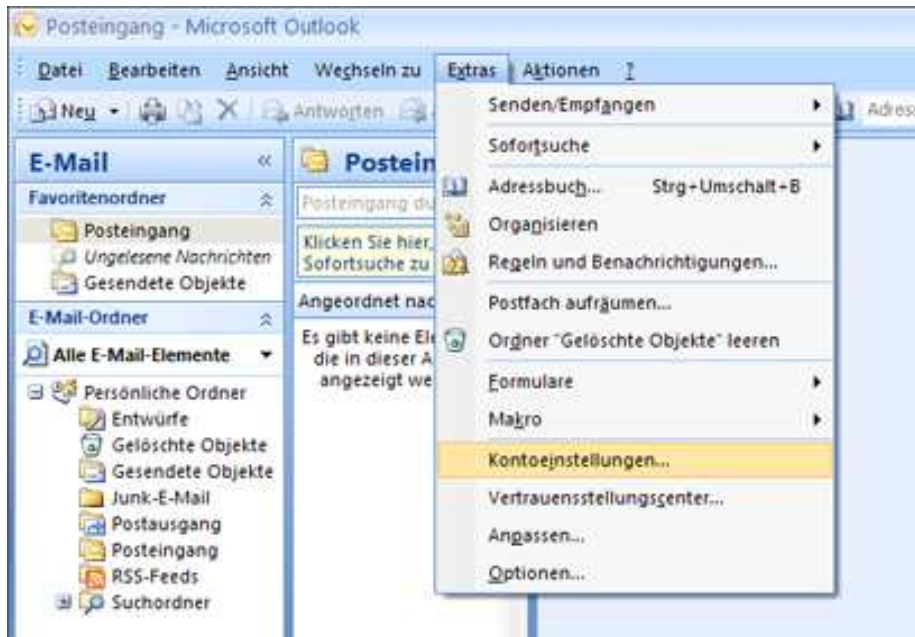 Posteingang - Microsoft Outlook
Datei Bearbeiten Ansicht Wechseln zu Extras Aktionen ?
Neu Antworten
E-Mail
Favoritenordner
Posteingang
Ungelesene Nachrichten
Gesendete Objekte
E-Mail-Ordner
Alle E-Mail-Elemente
Persönliche Ordner
Entwürfe
Gelöschte Objekte
Gesendete Objekte
Junk-E-Mail
Postausgang
Posteingang
RSS-Feeds
Suchordner
Postein
Posteingang du
Klicken Sie hier,
Sofortsuche zu
Angeordnet nac
Es gibt keine Ele
die in dieser A
angezeigt we
Senden/Empfangen
Sofortsuche
Adressbuch... Strg+Umschalt+B
Organisieren
Regeln und Benachrichtigungen...
Postfach aufräumen...
Ordner "Gelöschte Objekte" leeren
Formulare
Makro
Kontoeinstellungen...
Vertrauensstellungscenter...
Anpassen...
Optionen...
Adress